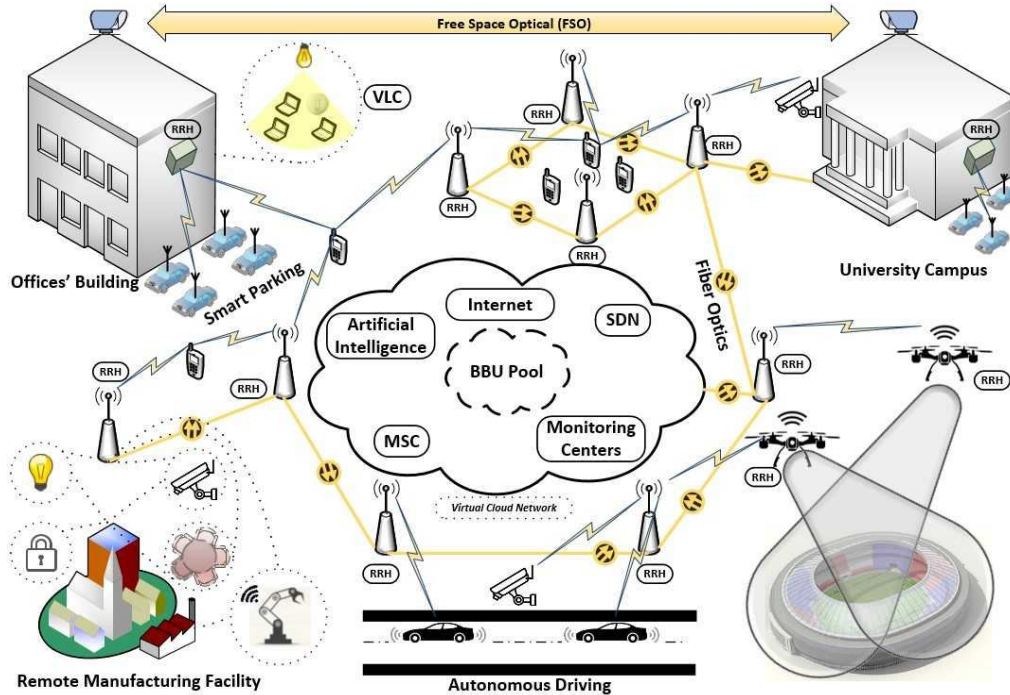 Free Space Optical (FSO)
VLC
RRH
RRH
RRH
RRH
RRH
RRH
RRH
Offices' Building
Smart Parking
University Campus
Internet
Artificial
Intelligence
SDN
Fiber Optics
BBU Pool
RRH
RRH
RRH
RRH
MSC
Monitoring
Centers
RRH
Virtual Cloud Network
RRH
RRH
Remote Manufacturing Facility
Autonomous Driving